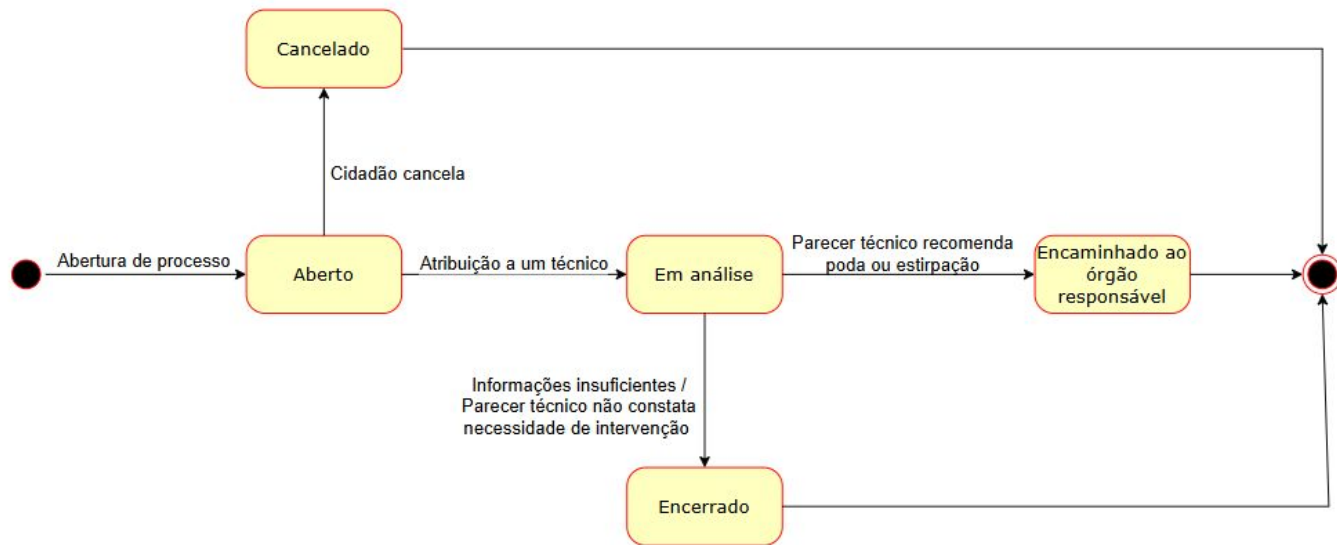 Cancelado
Cidadão cancela
Abertura de processo
Aberto
Atribuição a um técnico
Em análise
Parecer técnico recomenda
poda ou estirpação
Encaminhado ao
órgão
responsável
Informações insuficientes /
Parecer técnico não constata
necessidade de intervenção
Encerrado